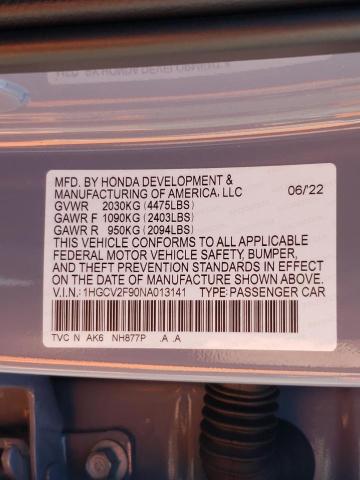 MFD. BY HONDA DEVELOPMENT &
MANUFACTURING OF AMERICA, LLC 06/'22
GVWR 2030KG (4475LBS)
GAWR F 1090KG (2403LBS)
GAWR R 950KG (2094LBS)
THIS VEHICLE CONFORMS TO ALL APPLICABLE
FEDERAL MOTOR VEHICLE SAFETY, BUMPER,
AND THEFT PREVENTION STANDARDS IN
EFFECT ON THE DATE OF MANUFACTURE SHOWN
ABOVE.
V.I.N.: 1HGCV2F90NA013141 TYPE: PASSENGER CAR
TVC N AK6 NH877P .A .A